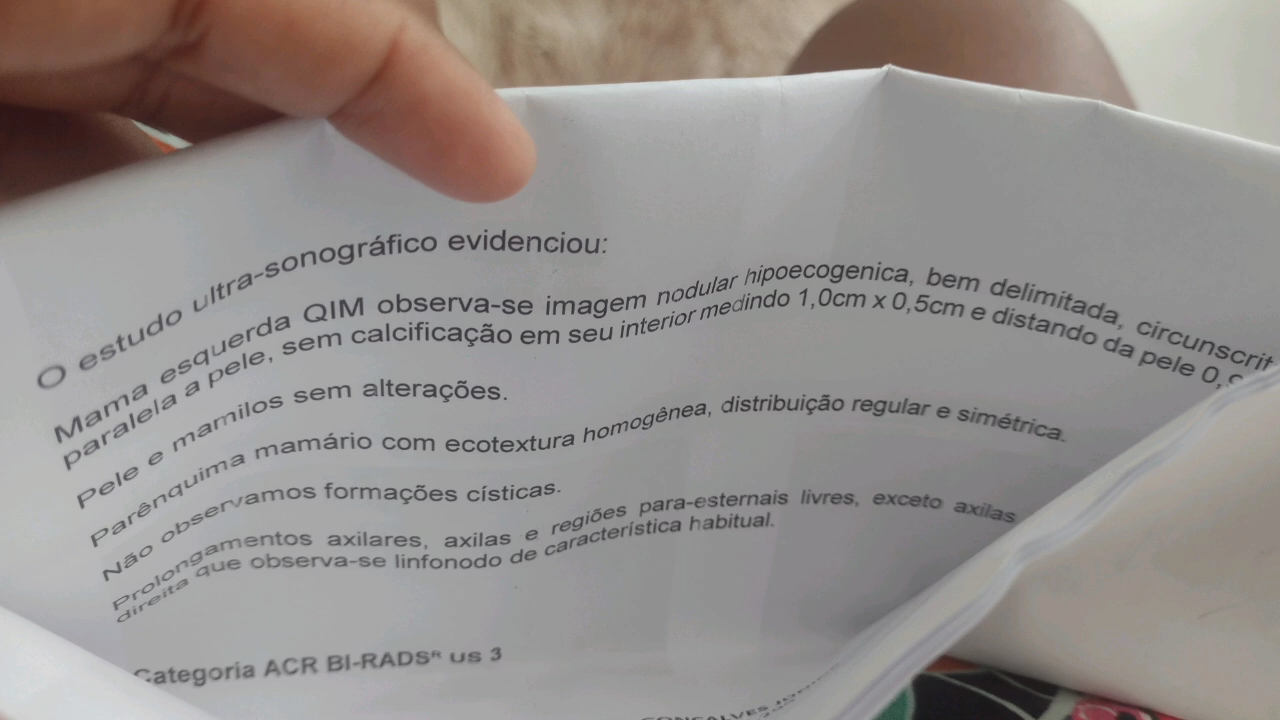 O estudo ultra-sonográfico evidenciou:
Mama esquerda QIM observa-se imagem nodular hipoecogenica, bem delimitada, circunscrit
paralela a pele, sem calcificação em seu interior medindo 1,0cm x 0,5cm e distando da pele 0,
Pele e mamilos sem alterações.
Parênquima mamário com ecotextura homogênea, distribuição regular e simétrica.
Não observamos formações císticas.
Prolongamentos axilares, axilas e regiões para-esternais livres, exceto axilas
direita que observa-se linfonodo de característica habitual.
Categoria ACR BI-RADSᴿ US 3
GONÇALVES